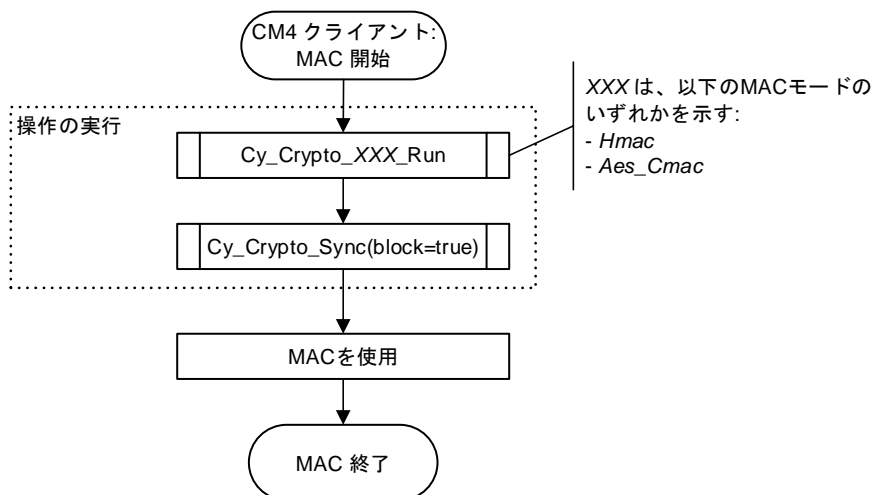 CM4 クライアント:
MAC 開始
XXX は、以下のMACモードの
いずれかを示す:
- Hmac
- Aes_Cmac
操作の実行
Cy_Crypto_XXX_Run
Cy_Crypto_Sync(block=true)
MACを使用
MAC 終了